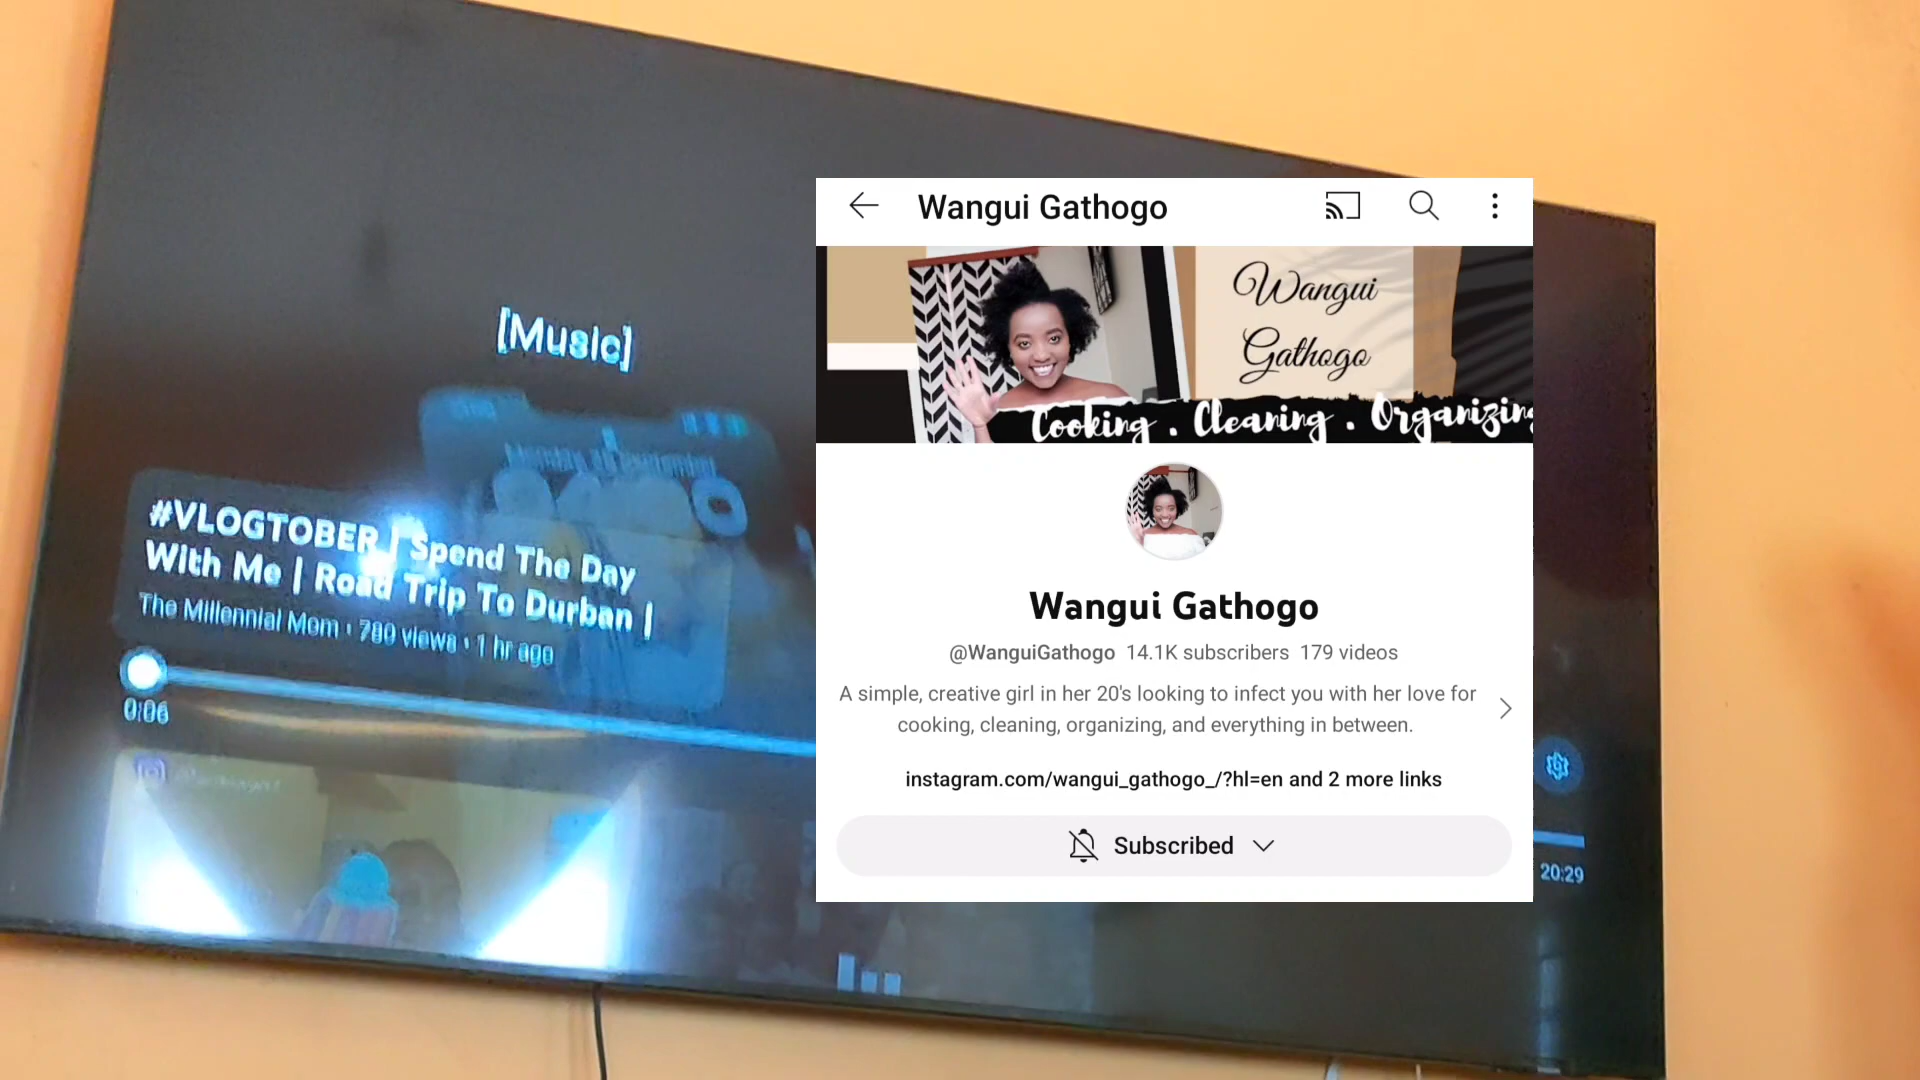 [Music]
#VLOGTOBER | Spend The Day
With Me | Road Trip To Durban |
The Millennial Mom • 780 views • 1 hr ago
0:06
20:29
Wangui Gathogo
Wangui
Gathogo
Cooking . Cleaning . Organizing
Wangui Gathogo
@WanguiGathogo 14.1K subscribers 179 videos
A simple, creative girl in her 20's looking to infect you with her love for
cooking, cleaning, organizing, and everything in between.
instagram.com/wangui_gathogo_/?hl=en and 2 more links
Subscribed